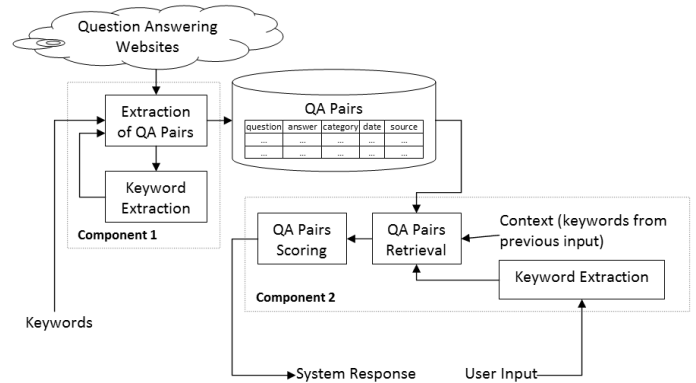 Question Answering
Websites
Extraction
of QA Pairs
Keyword
Extraction
Component 1
QA Pairs
question answer category date source
... ... ... ... ...
... ... ... ... ...
QA Pairs
Scoring
QA Pairs
Retrieval
Context (keywords from
previous input)
Keyword Extraction
Component 2
Keywords
System Response
User Input